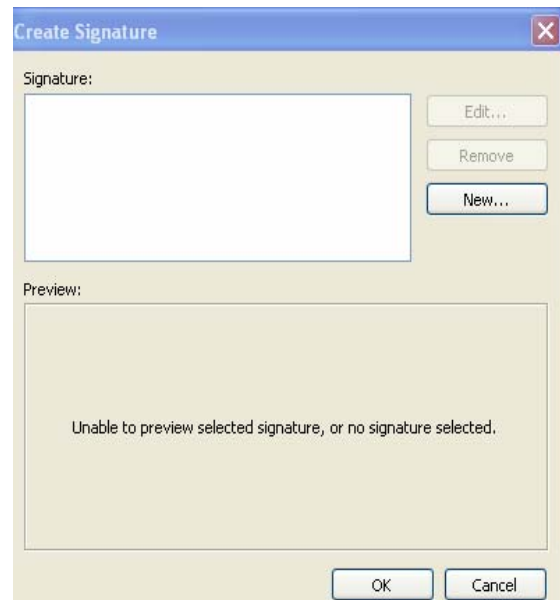 Create Signature
Signature:
Edit...
Remove
New...
Preview:
Unable to preview selected signature, or no signature selected.
OK
Cancel